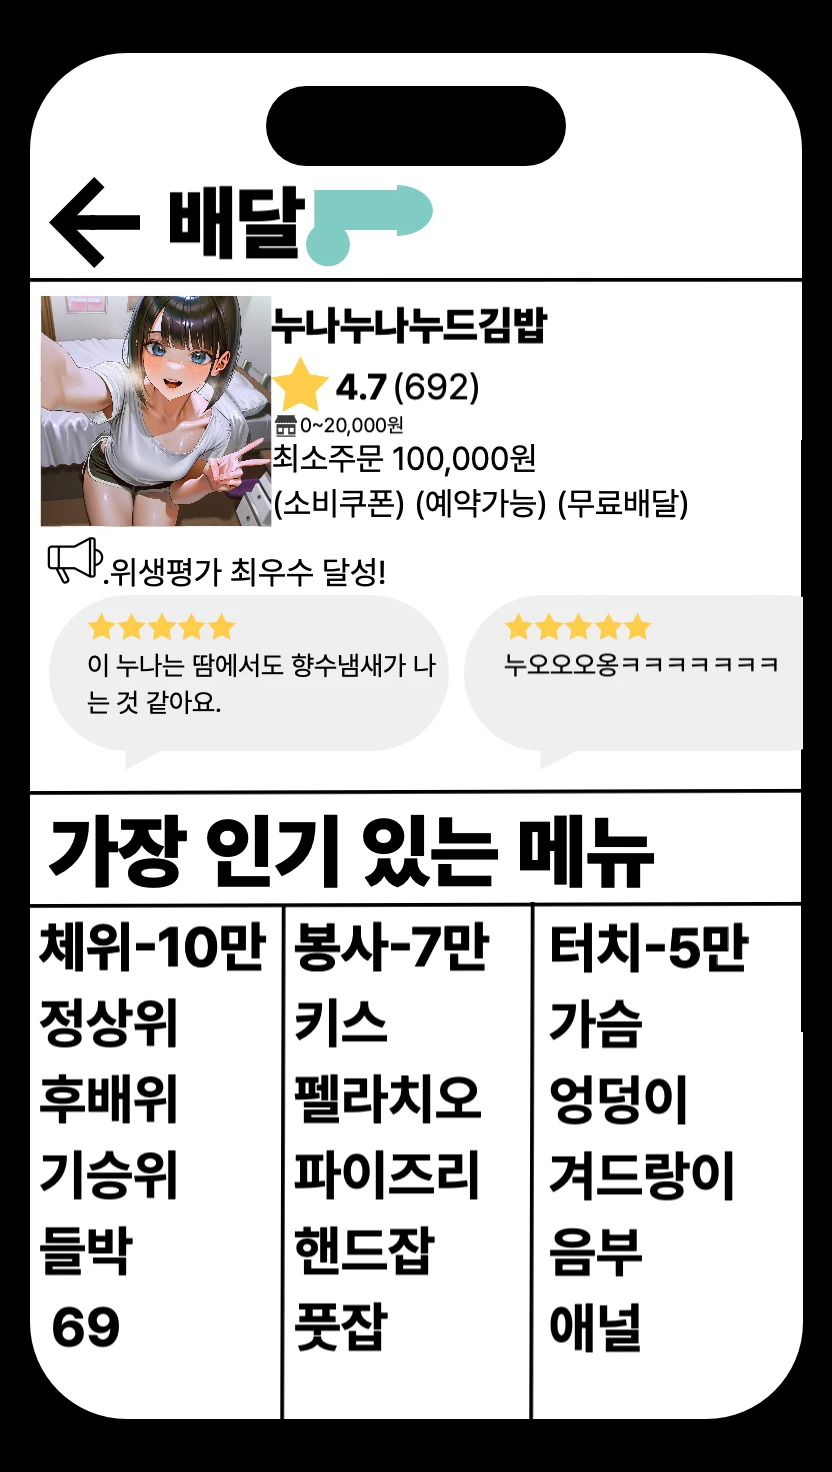 배달
누나누나누드김밥
4.7(692)
0~20,000원
최소주문 100,000원
(소비쿠폰) (예약가능) (무료배달)
.위생평가 최우수 달성!
이 누나는 땀에서도 향수냄새가 나
는 것 같아요.
누오오오옹ㅋㅋㅋㅋㅋㅋㅋ
가장 인기 있는 메뉴
체위-10만
정상위
후배위
기승위
들박
69
봉사-7만
키스
펠라치오
파이즈리
핸드잡
풋잡
터치-5만
가슴
엉덩이
겨드랑이
음부
애널